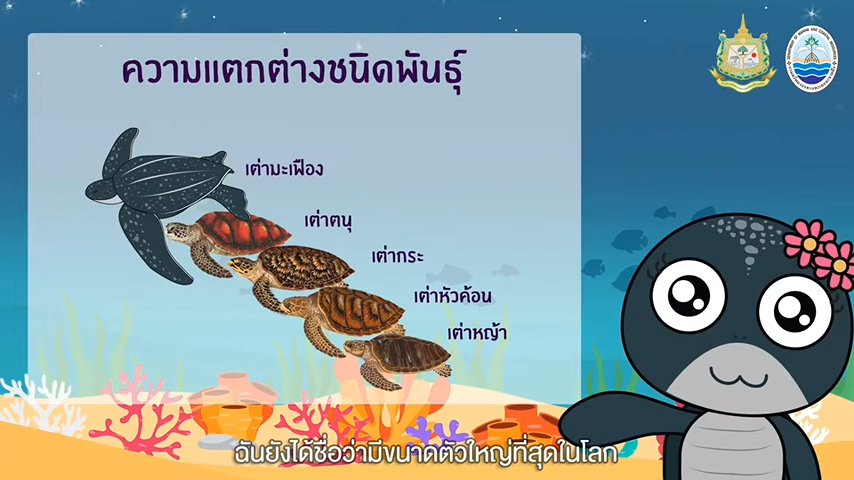 ความแตกต่างชนิดพันธุ์
เต่ามะเฟือง
เต่าตนุ
เต่ากระ
เต่าหัวค้อน
เต่าหญ้า
ฉันยังได้ชื่อว่ามีขนาดตัวใหญ่ที่สุดในโลก